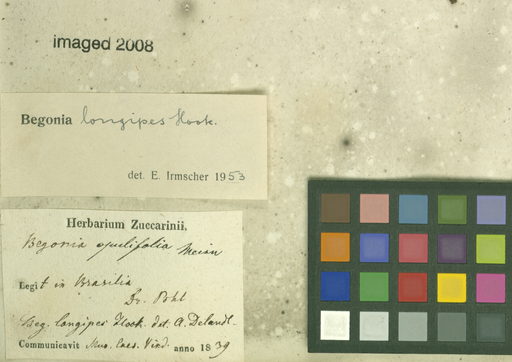 imaged 2008
Begonia longipes Hook.
det. E. Irmscher 1953
Herbarium Zuccarinii.
Begonia opulifolia
Legit in Brasilia
Dr. Pohl
Beg. longipes Hook. det. A. Decandl.
Communicavit Mus. Caes. Vind. anno 1839